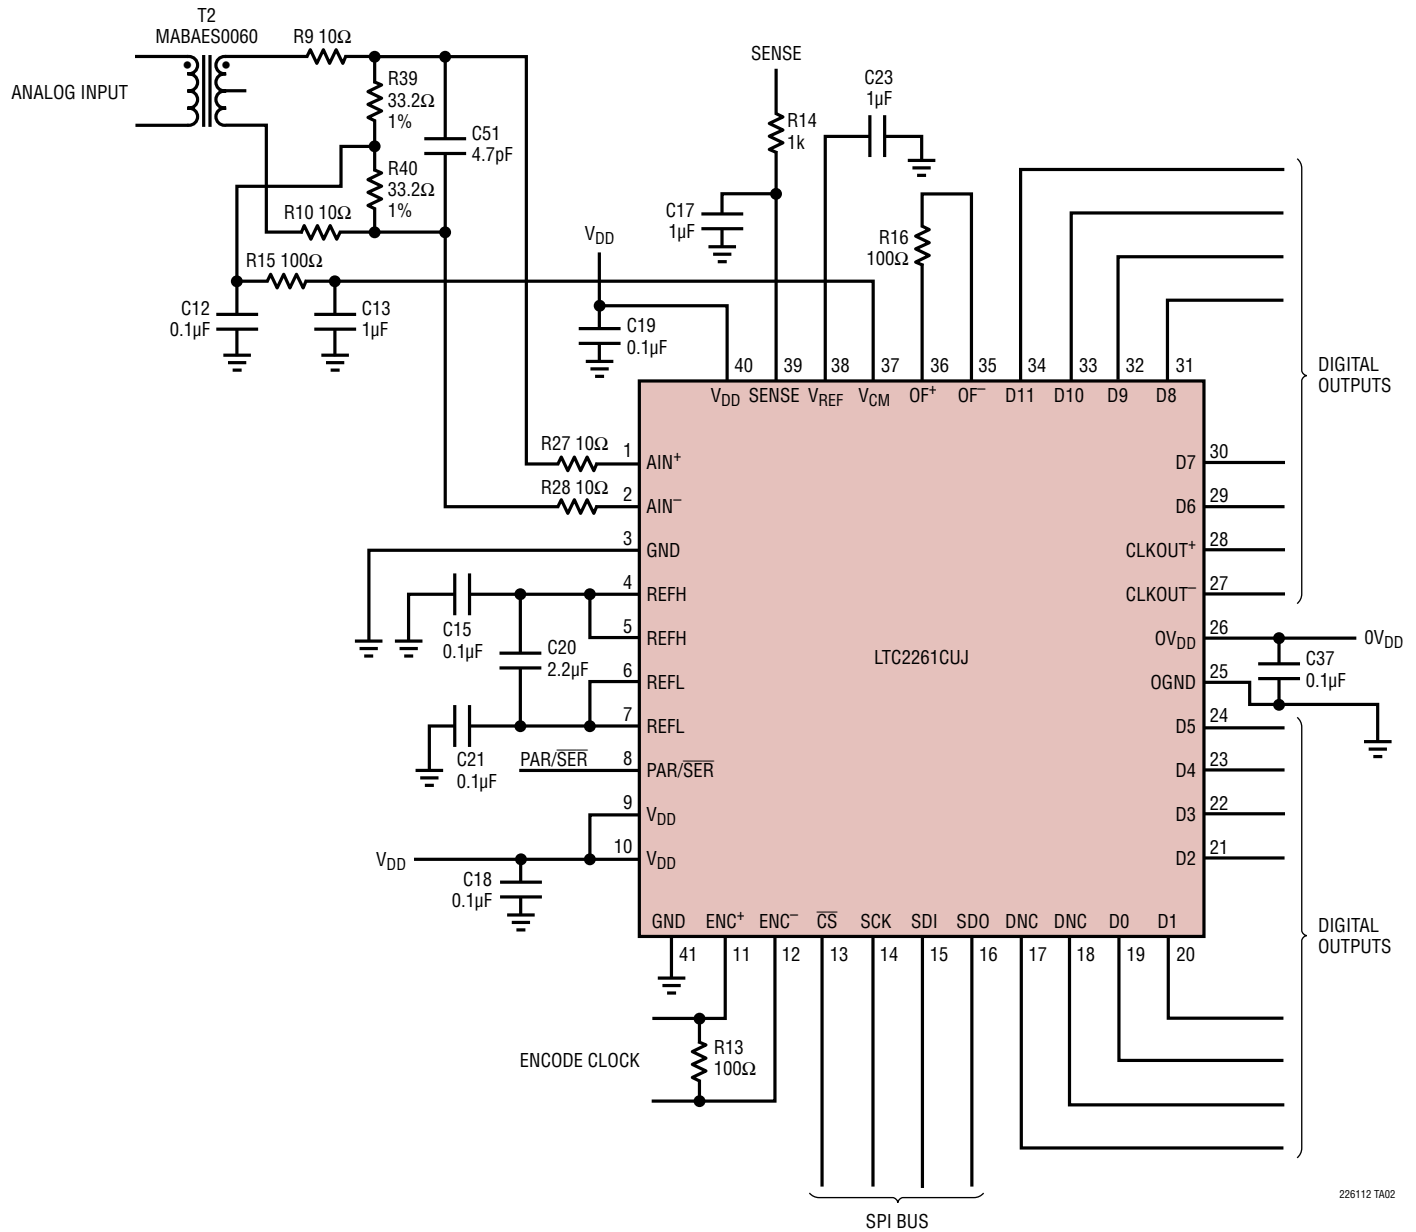 T2
MABAES0060
R9 10Ω
ANALOG INPUT
R39
33.2Ω
1%
C51
4.7pF
R40
33.2Ω
1%
R10 10Ω
R15 100Ω
C12
0.1µF
C13
1µF
SENSE
R14
1k
C23
1µF
C17
1µF
R16
100Ω
VDD
C19
0.1µF
40
39
38
37
36
35
34
33
32
31
VDD
SENSE
VREF
VCM
OF+
OF–
D11
D10
D9
D8
DIGITAL
OUTPUTS
R27 10Ω
1
AIN+
R28 10Ω
2
AIN–
3
GND
4
REFH
5
REFH
6
REFL
7
REFL
C15
0.1µF
C20
2.2µF
C21
0.1µF
PAR/SER
8
PAR/SER
9
VDD
10
VDD
VDD
C18
0.1µF
LTC2261CUJ
D7
30
D6
29
CLKOUT+
28
CLKOUT–
27
OVDD
26
0VDD
C37
0.1µF
OGND
25
D5
24
D4
23
D3
22
D2
21
GND
ENC+
ENC–
CS
SCK
SDI
SDO
DNC
DNC
D0
D1
41
11
12
13
14
15
16
17
18
19
20
DIGITAL
OUTPUTS
ENCODE CLOCK
R13
100Ω
SPI BUS
226112 TA02